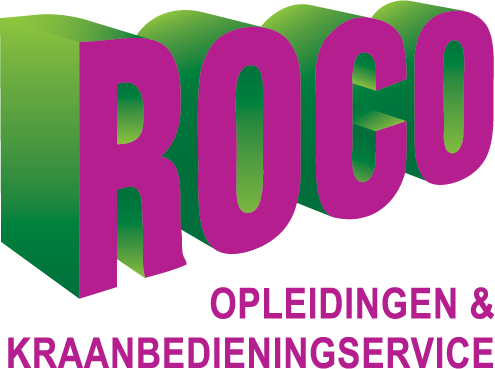 ROCO
OPLEIDINGEN &
KRAANBEDIENINGSERVICE